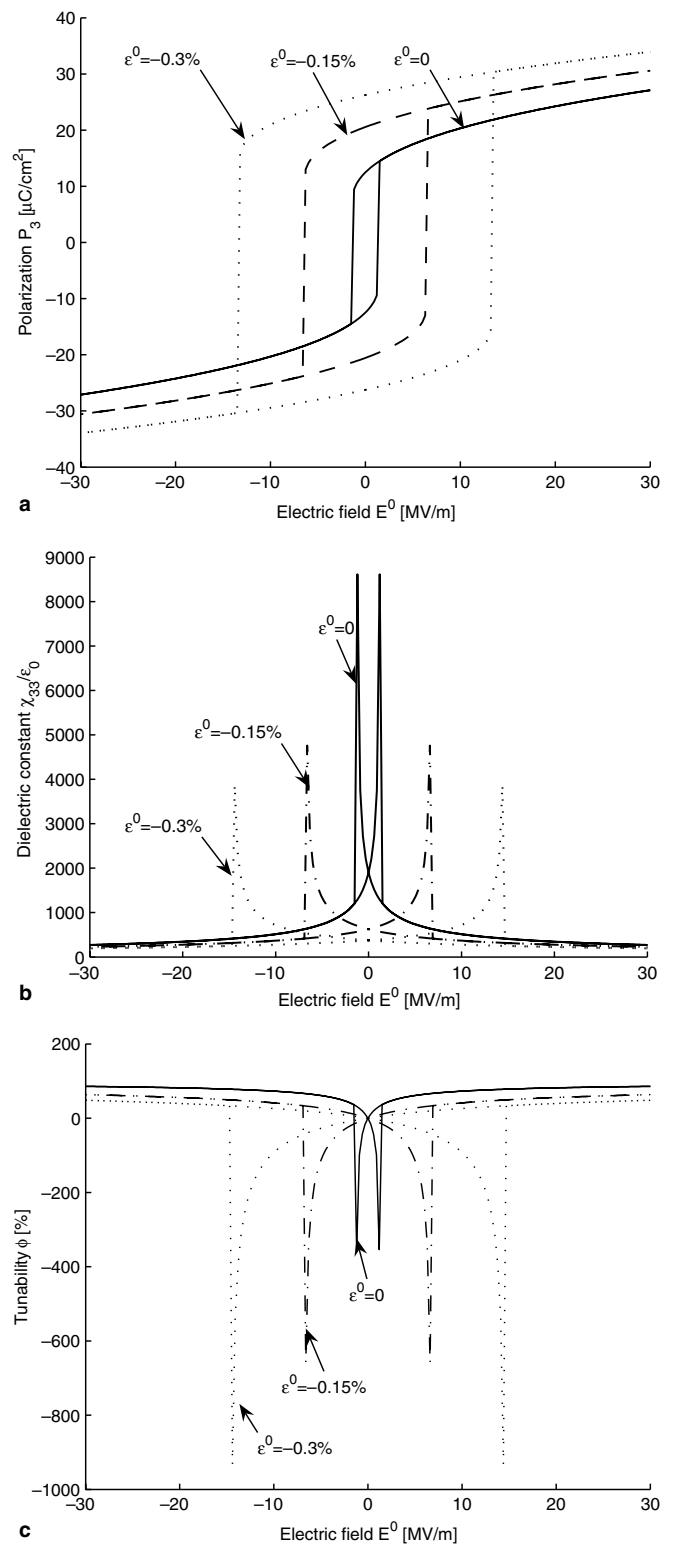 40
30
20
10
0
−10
−20
−30
−40
Polarization P3 [μC/cm2]
ε0=−0.3%
ε0=−0.15%
ε0=0
−30 −20 −10 0 10 20 30
Electric field E0 [MV/m]
a
9000
8000
7000
6000
5000
4000
3000
2000
1000
0
Dielectric constant χ33/ε0
ε0=0
ε0=−0.15%
ε0=−0.3%
−30 −20 −10 0 10 20 30
Electric field E0 [MV/m]
b
200
0
−200
−400
−600
−800
−1000
Tunability ϕ [%]
ε0=0
ε0=−0.15%
ε0=−0.3%
−30 −20 −10 0 10 20 30
Electric field E0 [MV/m]
c